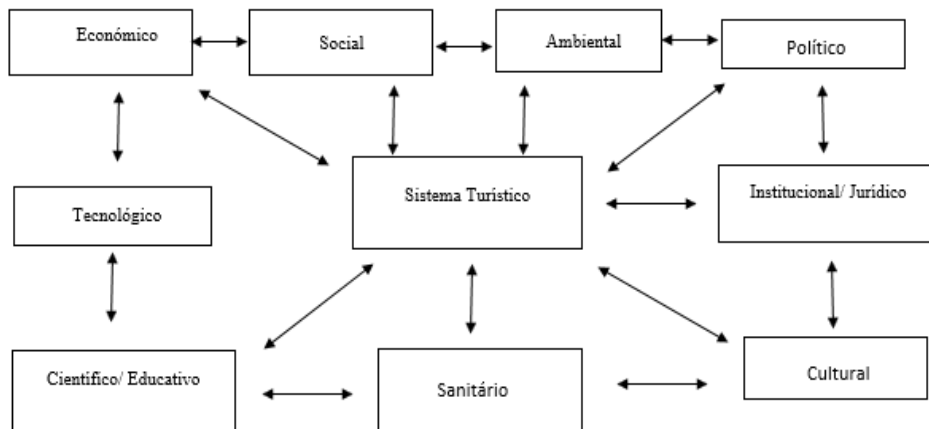 Económico
Social
Ambiental
Político
Tecnológico
Sistema Turístico
Institucional/ Jurídico
Científico/ Educativo
Sanitário
Cultural